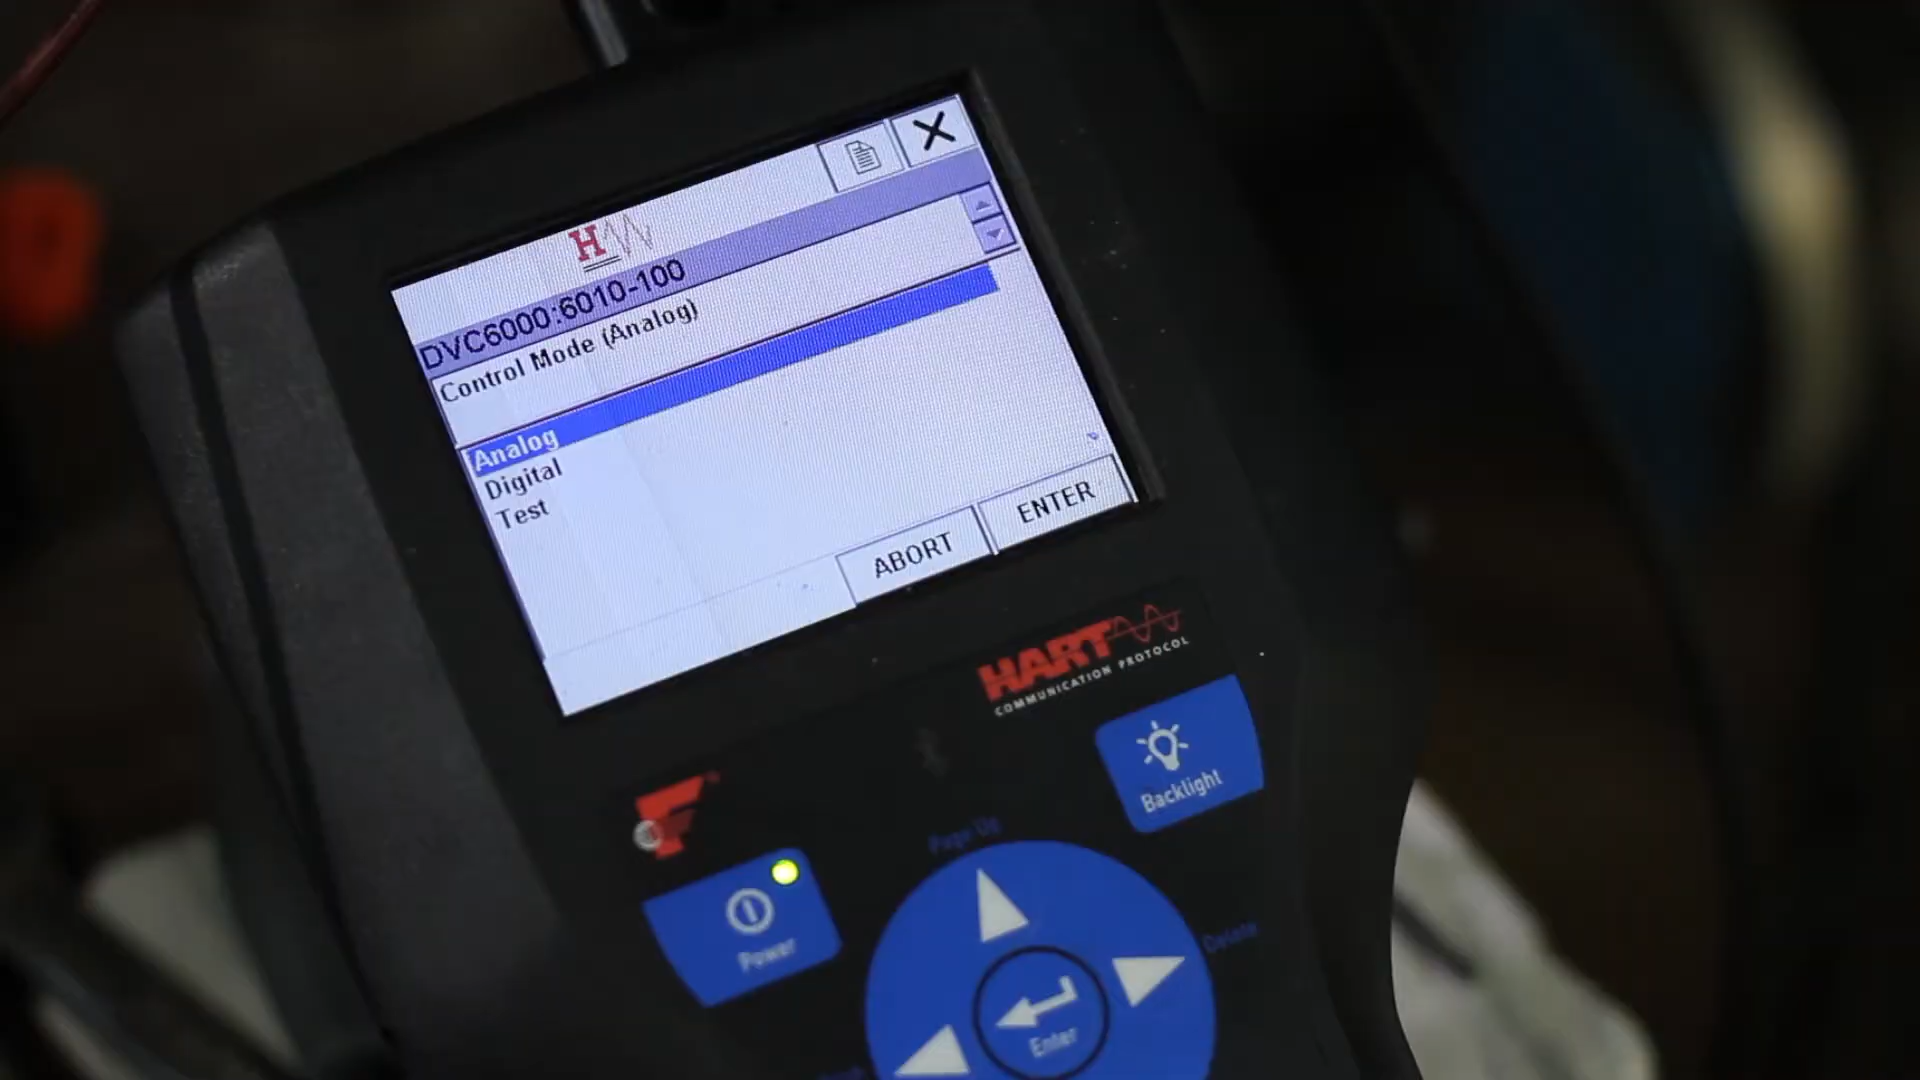 H
DVC6000:6010-100
Control Mode (Analog)
Analog
Digital
Test
ABORT
ENTER
HART
COMMUNICATION PROTOCOL
Backlight
Page Up
Power
Delete
Enter